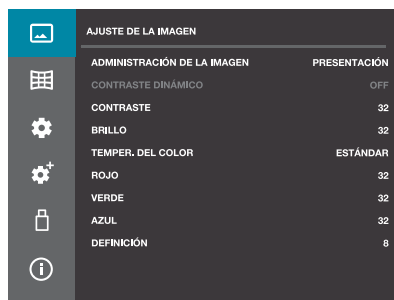 AJUSTE DE LA IMAGEN
ADMINISTRACIÓN DE LA IMAGEN PRESENTACIÓN
CONTRASTE DINÁMICO OFF
CONTRASTE 32
BRILLO 32
TEMPER. DEL COLOR ESTÁNDAR
ROJO 32
VERDE 32
AZUL 32
DEFINICIÓN 8